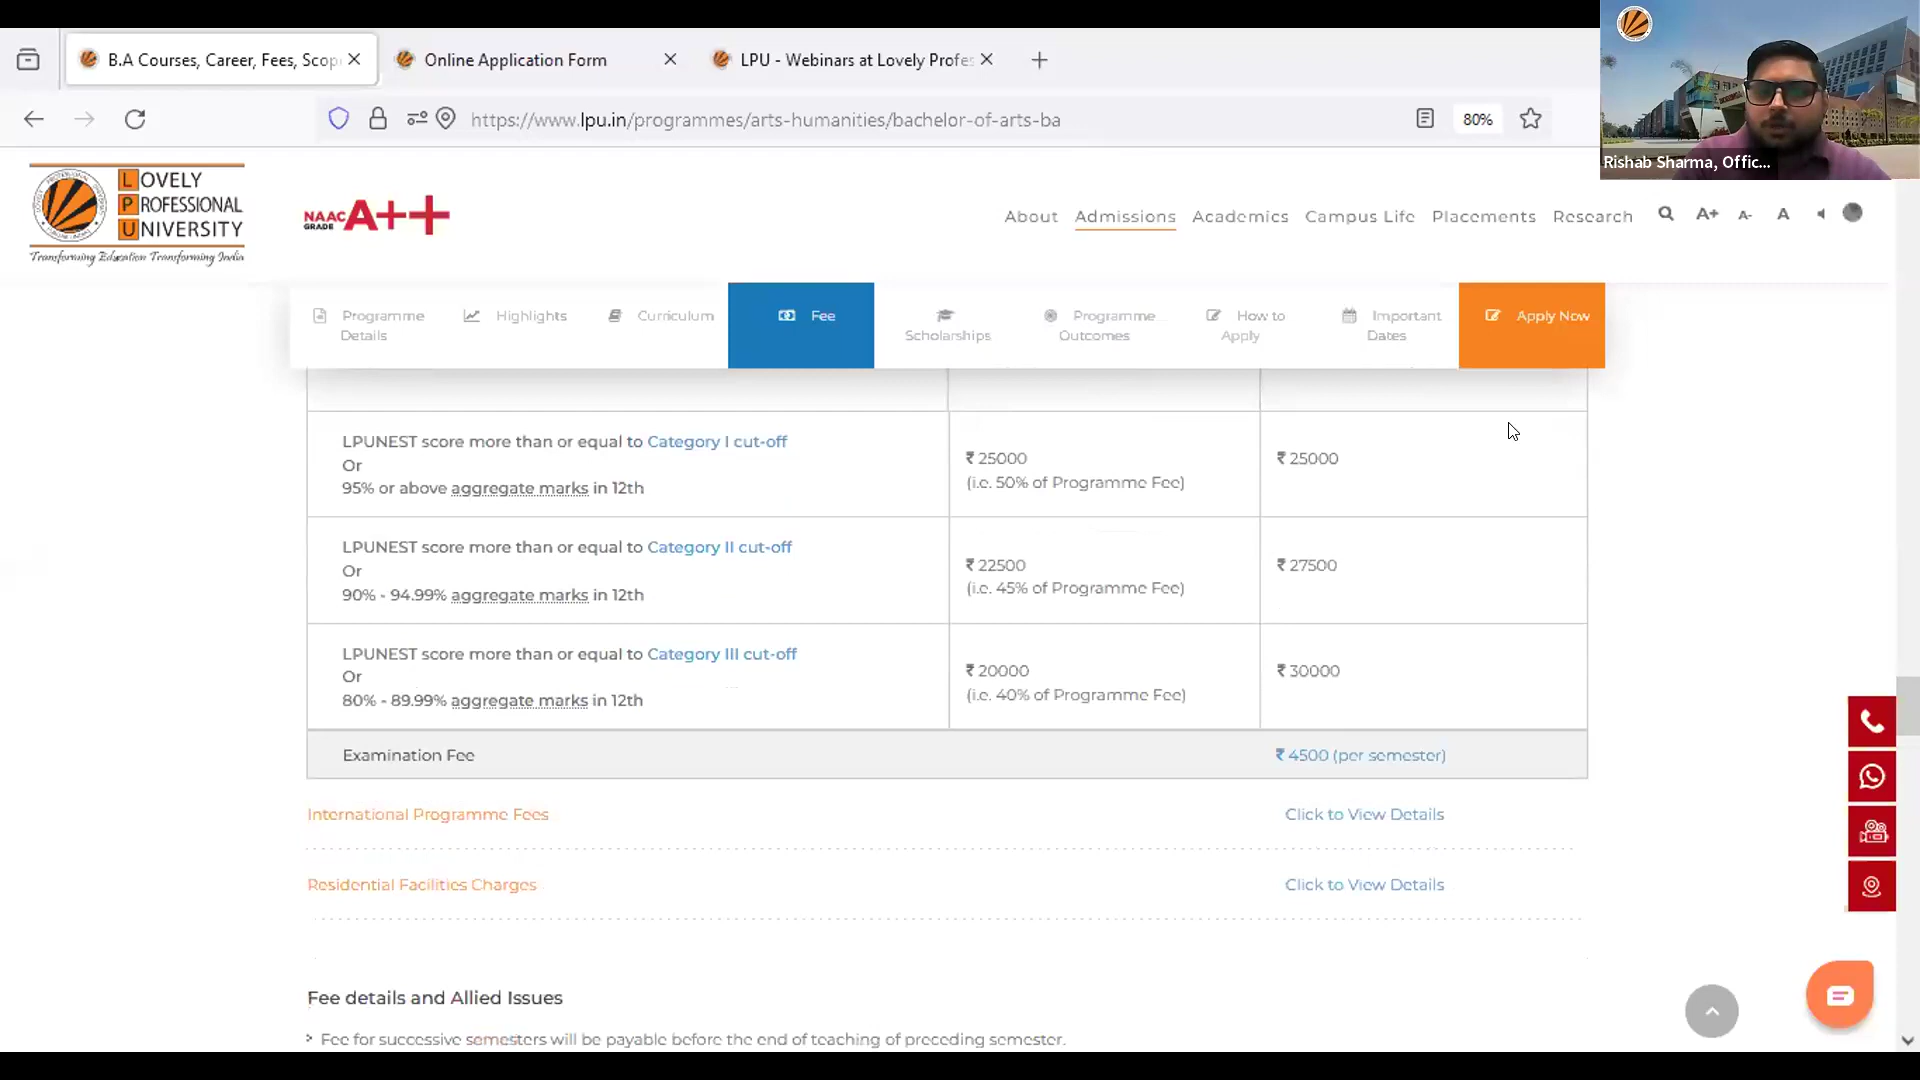 B.A Courses, Career, Fees, Scop
Online Application Form
LPU - Webinars at Lovely Profes
https://www.lpu.in/programmes/arts-humanities/bachelor-of-arts-ba
80%
Rishab Sharma, Offic...
LOVELY
PROFESSIONAL
UNIVERSITY
Transforming Education Transforming India
NAAC
GRADE
A++
About
Admissions
Academics
Campus Life
Placements
Research
A+
A-
A
Programme
Details
Highlights
Curriculum
Fee
Scholarships
Programme
Outcomes
How to
Apply
Important
Dates
Apply Now
LPUNEST score more than or equal to Category I cut-off
Or
95% or above aggregate marks in 12th
₹ 25000
(i.e. 50% of Programme Fee)
₹ 25000
LPUNEST score more than or equal to Category II cut-off
Or
90% - 94.99% aggregate marks in 12th
₹ 22500
(i.e. 45% of Programme Fee)
₹ 27500
LPUNEST score more than or equal to Category III cut-off
Or
80% - 89.99% aggregate marks in 12th
₹ 20000
(i.e. 40% of Programme Fee)
₹ 30000
Examination Fee
₹ 4500 (per semester)
International Programme Fees
Click to View Details
Residential Facilities Charges
Click to View Details
Fee details and Allied Issues
Fee for successive semesters will be payable before the end of teaching of preceding semester.